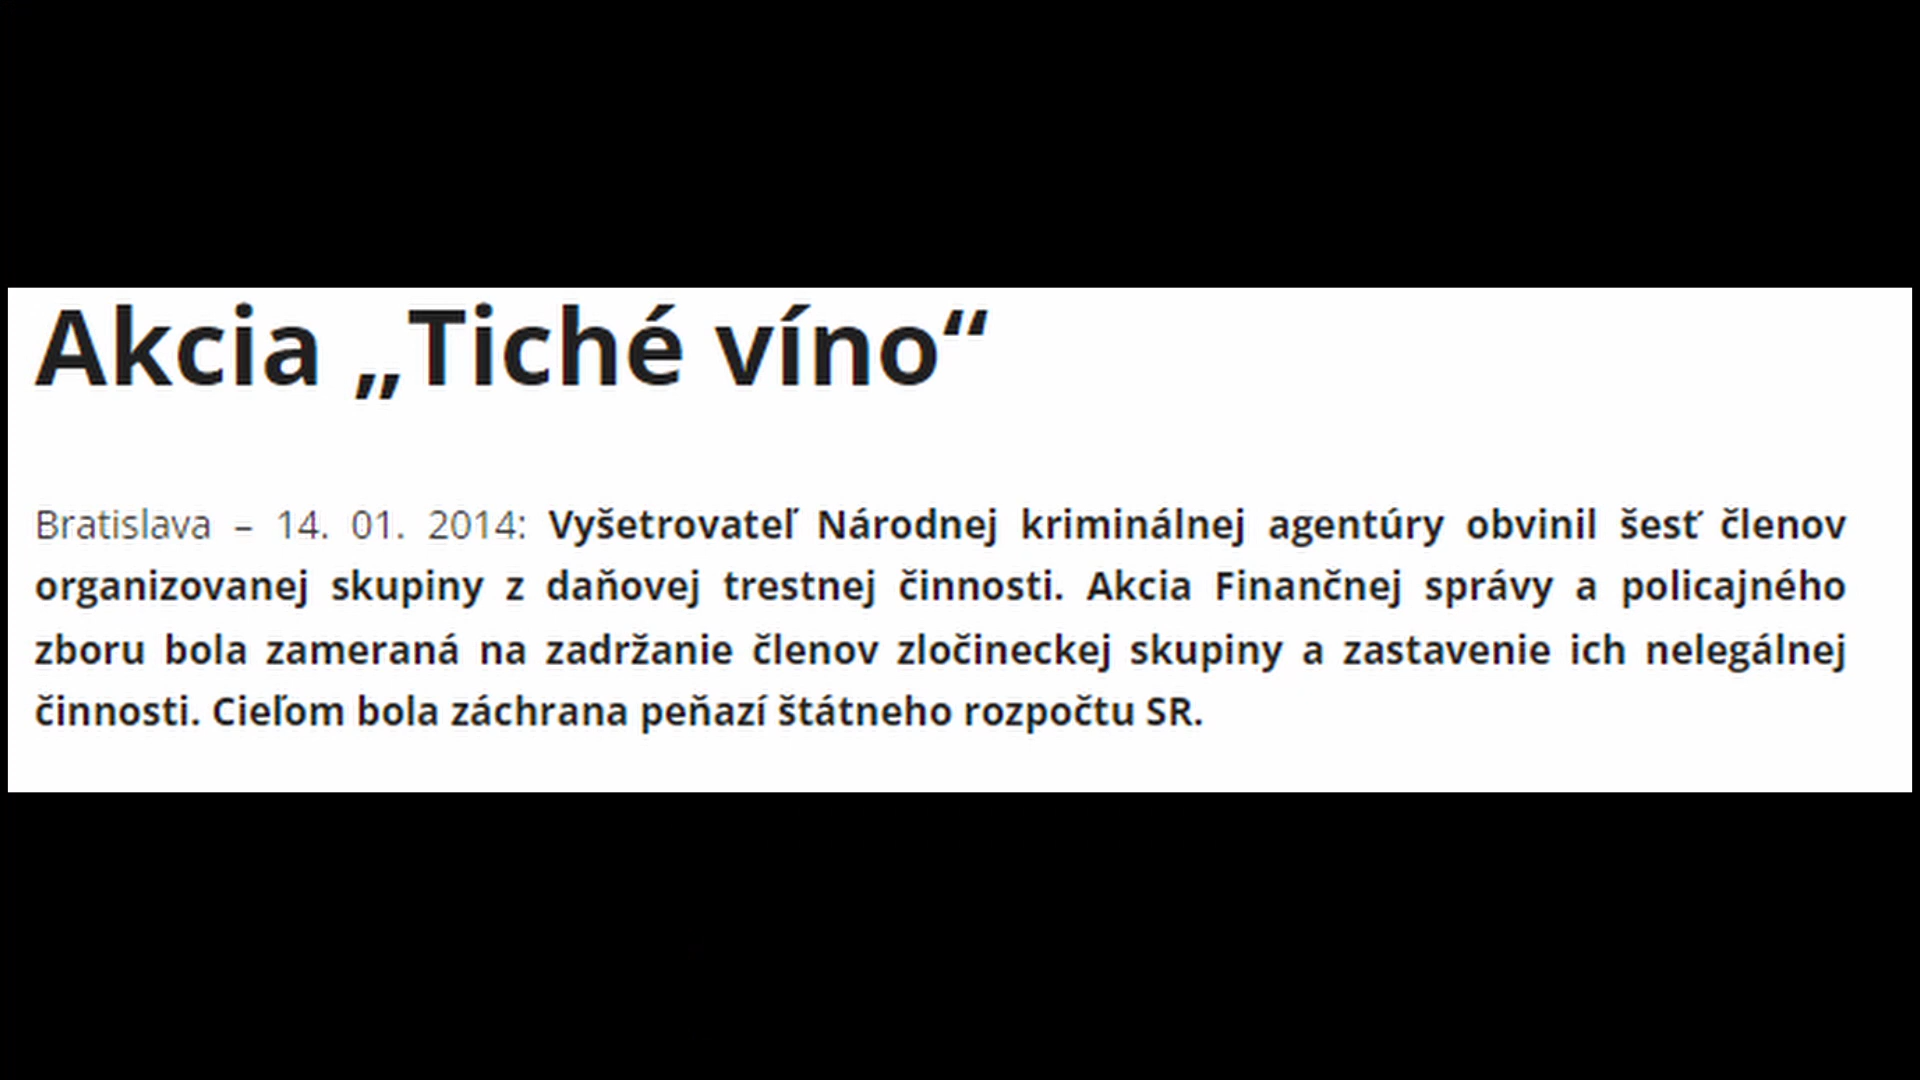 Akcia „Tiché víno“
Bratislava – 14. 01. 2014: Vyšetrovateľ Národnej kriminálnej agentúry obvinil šesť členov
organizovanej skupiny z daňovej trestnej činnosti. Akcia Finančnej správy a policajného
zboru bola zameraná na zadržanie členov zločineckej skupiny a zastavenie ich nelegálnej
činnosti. Cieľom bola záchrana peňazí štátneho rozpočtu SR.